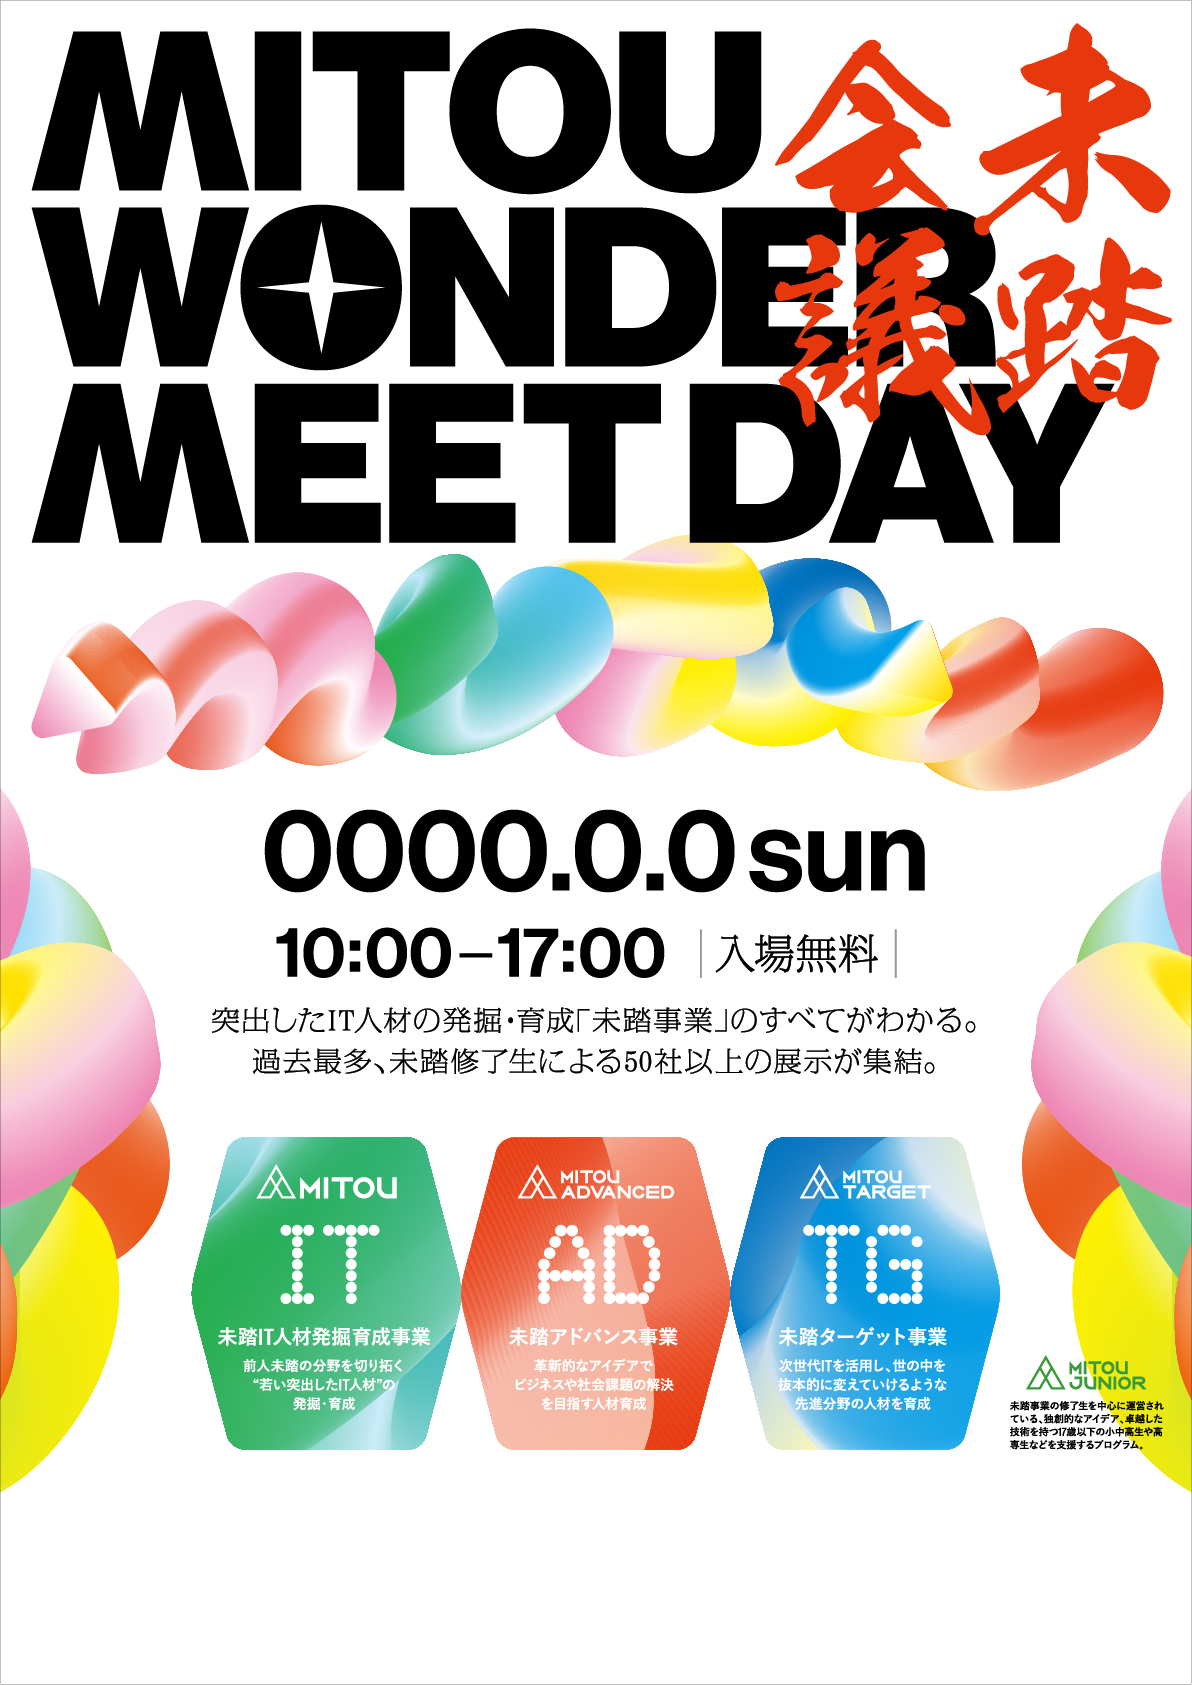 MITOU
WONDER
MEET DAY
未踏
会議
0000.0.0 sun
10:00–17:00 |入場無料|
突出したIT人材の発掘・育成「未踏事業」のすべてがわかる。
過去最多、未踏修了生による50社以上の展示が集結。
MITOU
IT
未踏IT人材発掘育成事業
前人未踏の分野を切り拓く
“若い突出したIT人材”の
発掘・育成
MITOU
ADVANCED
AD
未踏アドバンス事業
革新的なアイデアで
ビジネスや社会課題の解決
を目指す人材育成
MITOU
TARGET
TG
未踏ターゲット事業
次世代ITを活用し、世の中を
抜本的に変えていけるような
先進分野の人材を育成
MITOU
JUNIOR
未踏事業の修了生を中心に運営され
ている、独創的なアイデア、卓越した
技術を持つ17歳以下の小中高生や高
専生などを支援するプログラム。